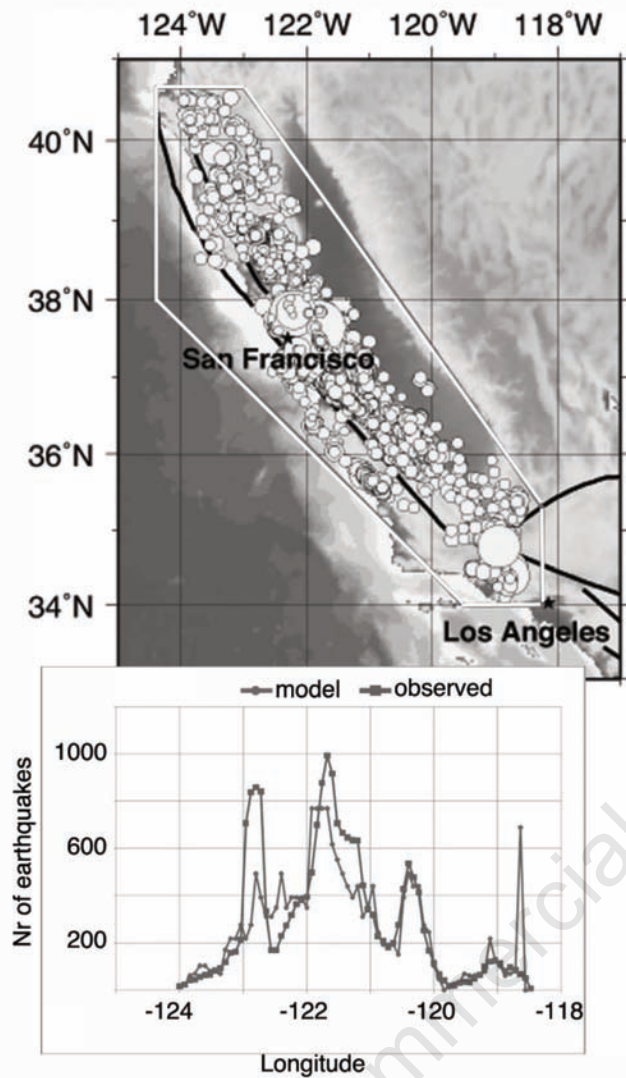 124°W 122°W 120°W 118°W
40°N
38°N
San Francisco
36°N
34°N
Los Angeles
model observed
1000
600
200
Nr of earthquakes
-124 -122 -120 -118
Longitude